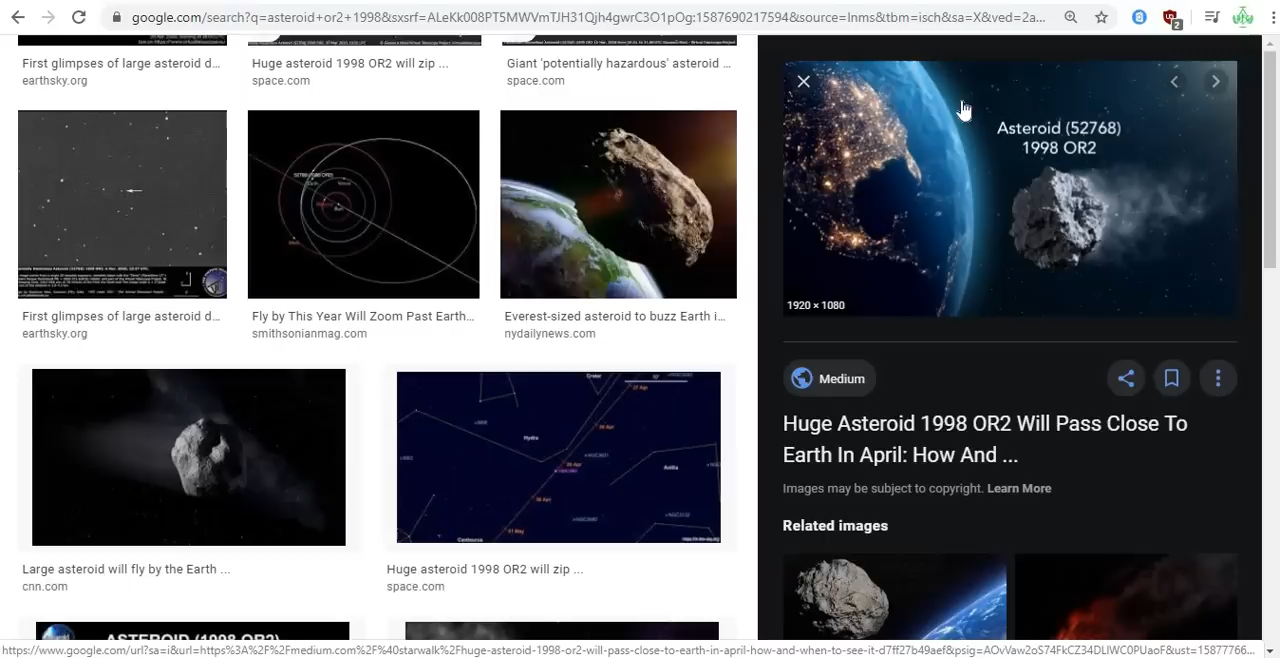 google.com/search?q=asteroid+or2+1998&sxsrf=ALeKk008PT5MWVmTJH31Qjh4gwrC3O1pOg:1587690217594&source=lnms&tbm=isch&sa=X&ved=2a...
2
First glimpses of large asteroid d...
earthsky.org
Huge asteroid 1998 OR2 will zip ...
space.com
Giant 'potentially hazardous' asteroid ...
space.com
Asteroid (52768)
1998 OR2
1920 × 1080
First glimpses of large asteroid d...
earthsky.org
Fly by This Year Will Zoom Past Earth...
smithsonianmag.com
Everest-sized asteroid to buzz Earth i...
nydailynews.com
Medium
Huge Asteroid 1998 OR2 Will Pass Close To
Earth In April: How And ...
Images may be subject to copyright. Learn More
Related images
Crater
Hydra
Antlia
Centaurus
Large asteroid will fly by the Earth ...
cnn.com
Huge asteroid 1998 OR2 will zip ...
space.com
ASTEROID (1998 OR2)
https://www.google.com/url?sa=i&url=https%3A%2F%2Fmedium.com%2F%40starwalk%2Fhuge-asteroid-1998-or2-will-pass-close-to-earth-in-april-how-and-when-to-see-it-d7ff27b49aef&psig=AOvVaw2oS74FkCZ34DLIWC0PUaoF&ust=15877766...